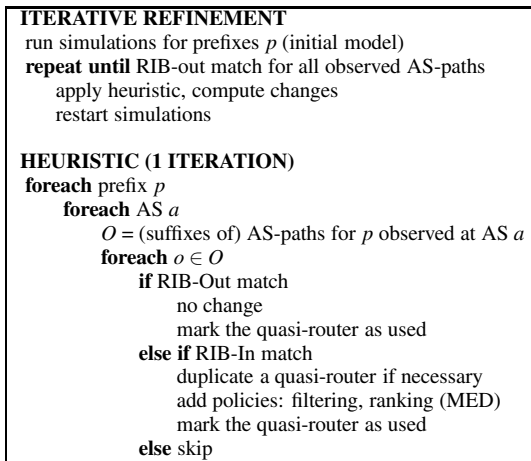 ITERATIVE REFINEMENT
run simulations for prefixes p (initial model)
repeat until RIB-out match for all observed AS-paths
apply heuristic, compute changes
restart simulations
HEURISTIC (1 ITERATION)
foreach prefix p
foreach AS a
O = (suffixes of) AS-paths for p observed at AS a
foreach o ∈ O
if RIB-Out match
no change
mark the quasi-router as used
else if RIB-In match
duplicate a quasi-router if necessary
add policies: filtering, ranking (MED)
mark the quasi-router as used
else skip